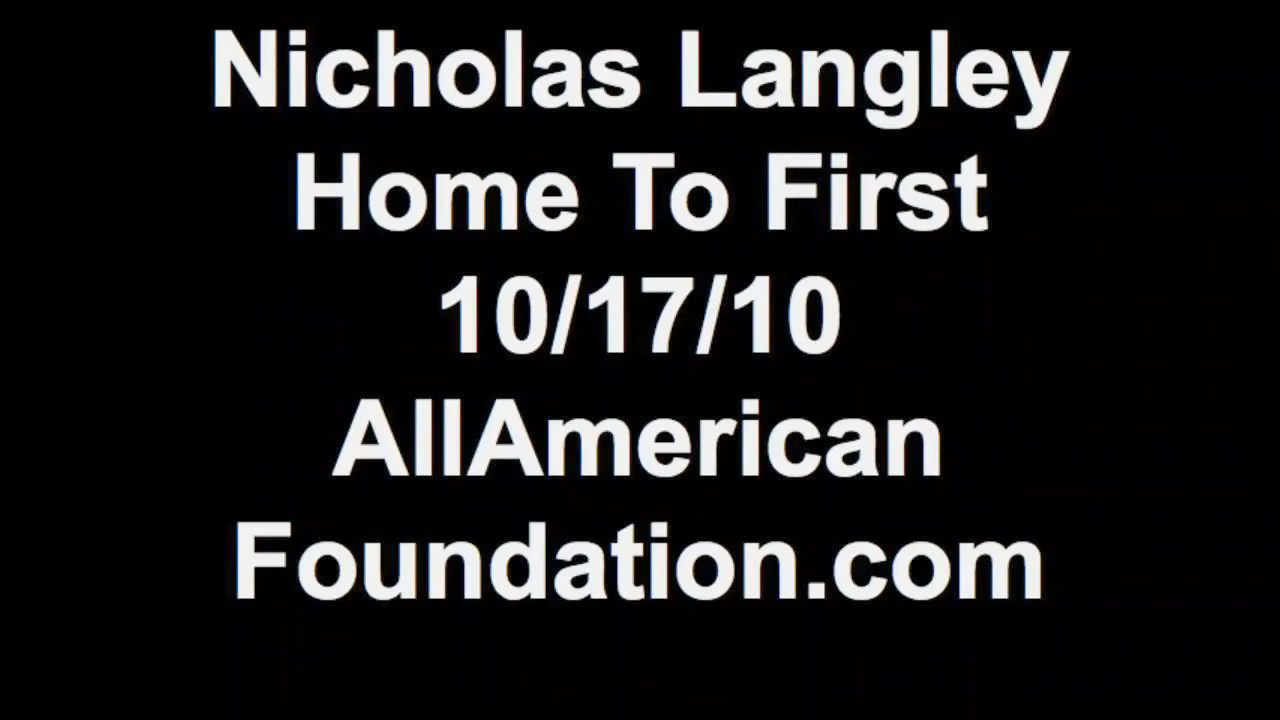 Nicholas Langley
Home To First
10/17/10
AllAmerican
Foundation.com